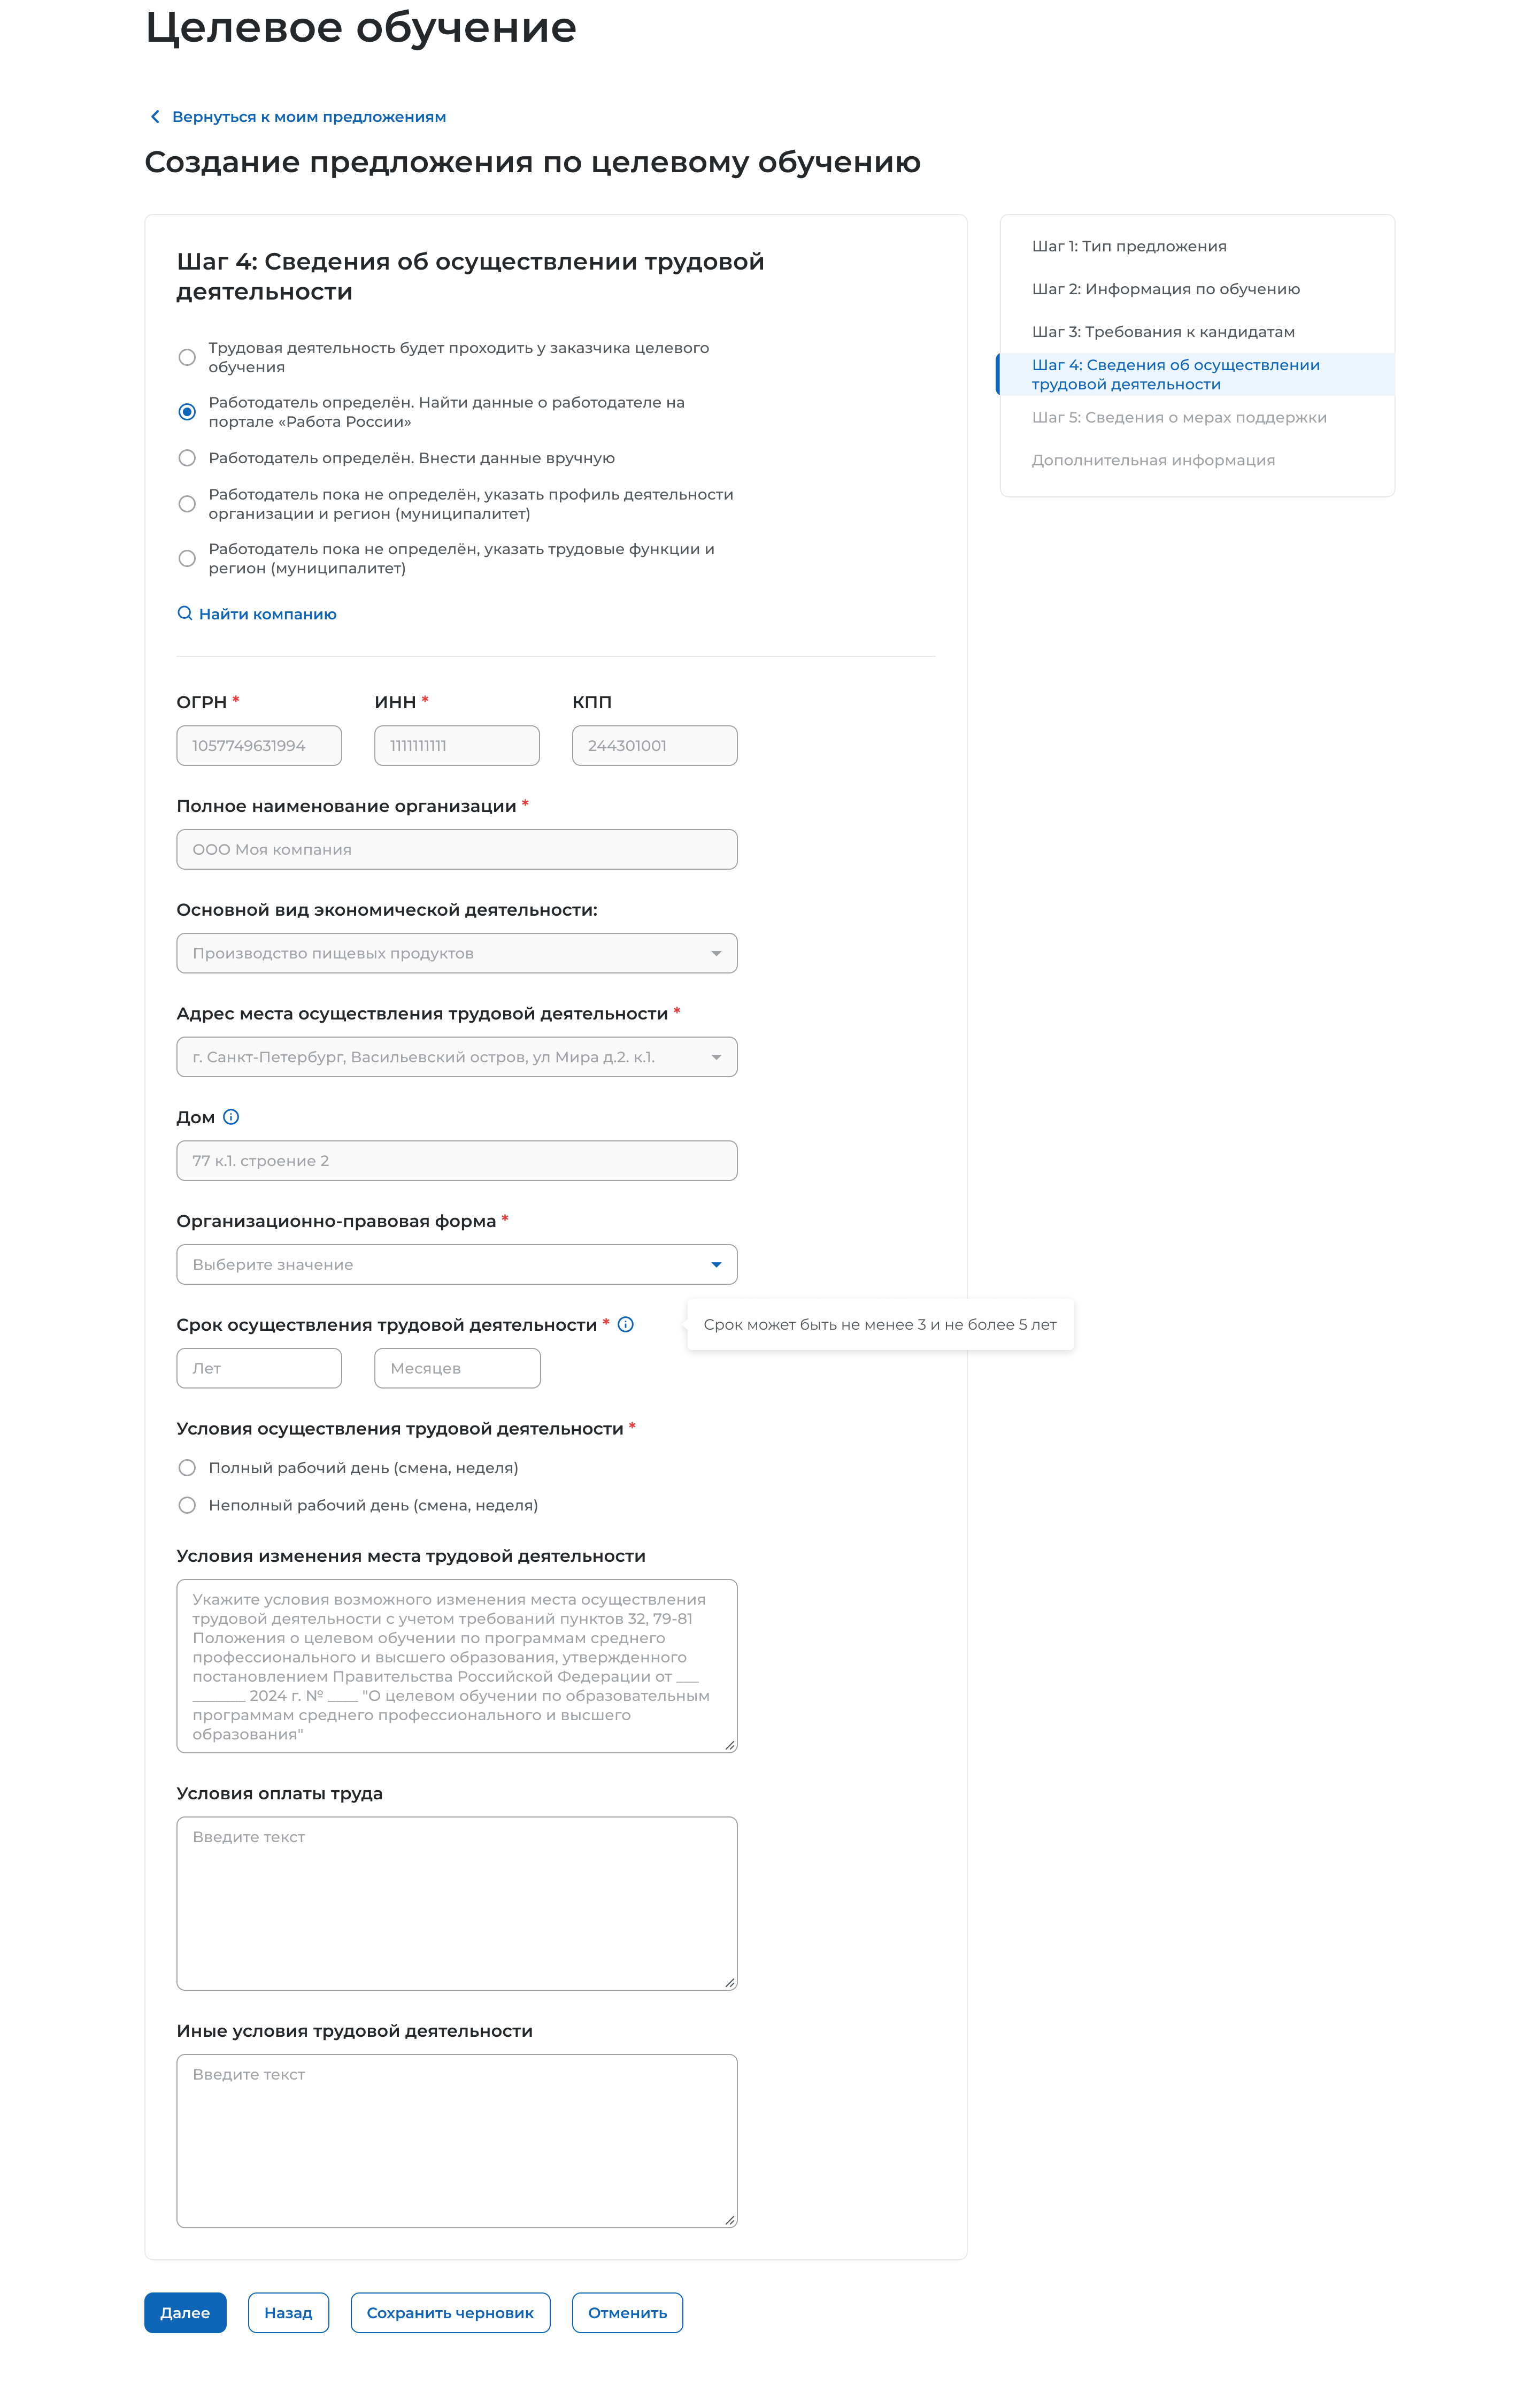 Целевое обучение
Вернуться к моим предложениям
Создание предложения по целевому обучению
Шаг 4: Сведения об осуществлении трудовой
деятельности
Трудовая деятельность будет проходить у заказчика целевого
обучения
Работодатель определён. Найти данные о работодателе на
портале «Работа России»
Работодатель определён. Внести данные вручную
Работодатель пока не определён, указать профиль деятельности
организации и регион (муниципалитет)
Работодатель пока не определён, указать трудовые функции и
регион (муниципалитет)
Найти компанию
ОГРН * ИНН * КПП
1057749631994 1111111111 244301001
Полное наименование организации *
ООО Моя компания
Основной вид экономической деятельности:
Производство пищевых продуктов
Адрес места осуществления трудовой деятельности *
г. Санкт-Петербург, Васильевский остров, ул Мира д.2. к.1.
Дом
77 к.1. строение 2
Организационно-правовая форма *
Выберите значение
Срок осуществления трудовой деятельности *
Срок может быть не менее 3 и не более 5 лет
Лет Месяцев
Условия осуществления трудовой деятельности *
Полный рабочий день (смена, неделя)
Неполный рабочий день (смена, неделя)
Условия изменения места трудовой деятельности
Укажите условия возможного изменения места осуществления
трудовой деятельности с учетом требований пунктов 32, 79-81
Положения о целевом обучении по программам среднего
профессионального и высшего образования, утвержденного
постановлением Правительства Российской Федерации от ___
_______ 2024 г. № ____ "О целевом обучении по образовательным
программам среднего профессионального и высшего
образования"
Условия оплаты труда
Введите текст
Иные условия трудовой деятельности
Введите текст
Далее Назад Сохранить черновик Отменить
Шаг 1: Тип предложения
Шаг 2: Информация по обучению
Шаг 3: Требования к кандидатам
Шаг 4: Сведения об осуществлении
трудовой деятельности
Шаг 5: Сведения о мерах поддержки
Дополнительная информация